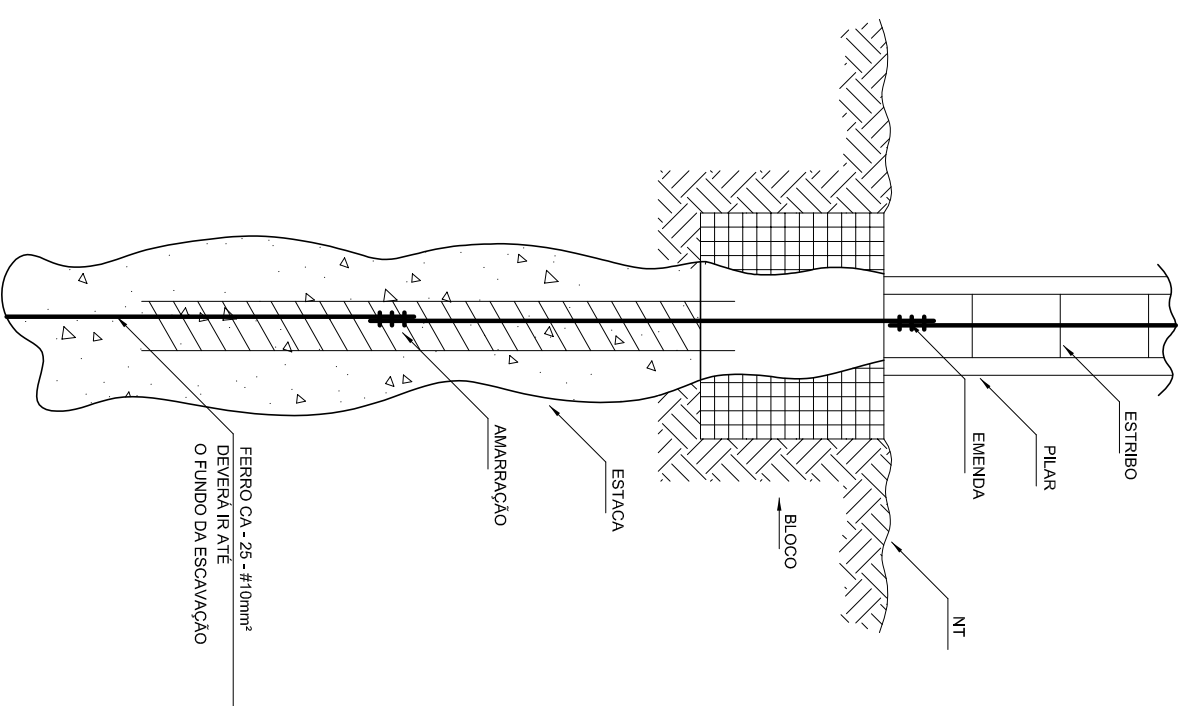 ESTRIBO
PILAR
EMENDA
NT
BLOCO
ESTACA
AMARRAÇÃO
FERRO CA - 25 - #10mm²
DEVERÁ IR ATÉ
O FUNDO DA ESCAVAÇÃO